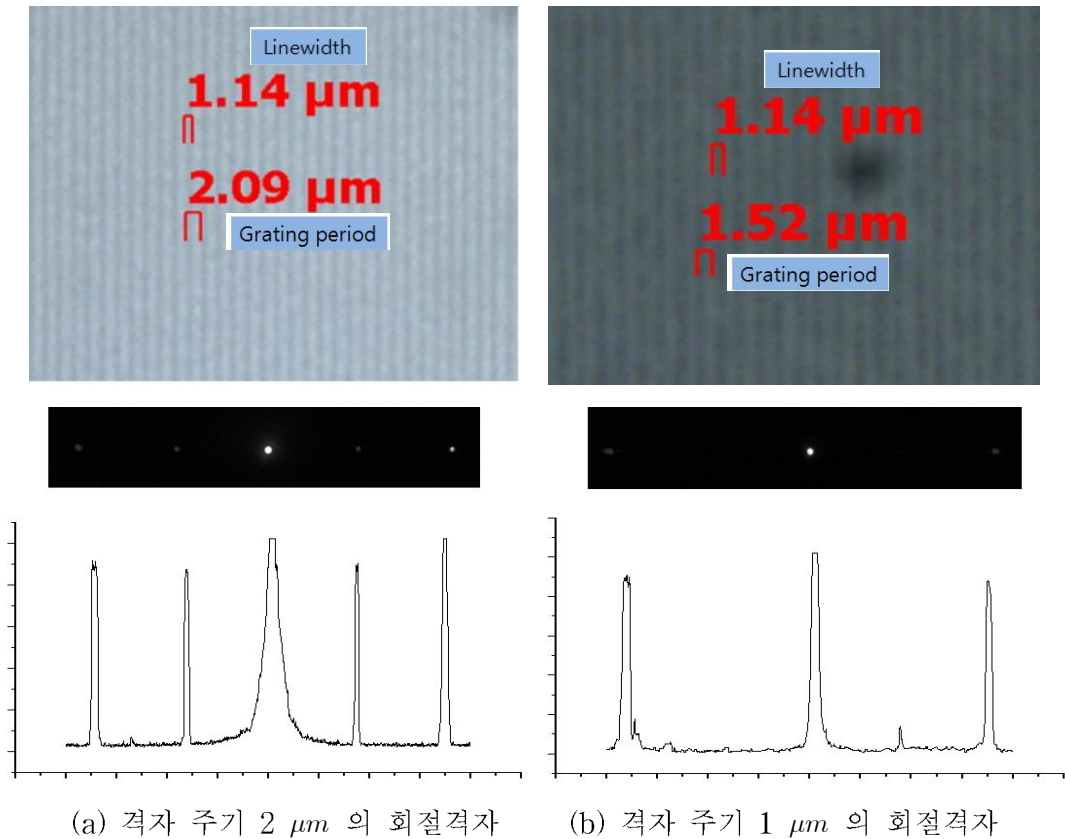 Linewidth
1.14 µm
2.09 µm
Grating period
Linewidth
1.14 µm
1.52 µm
Grating period
(a) 격자 주기 2 μm 의 회절격자
(b) 격자 주기 1 μm 의 회절격자